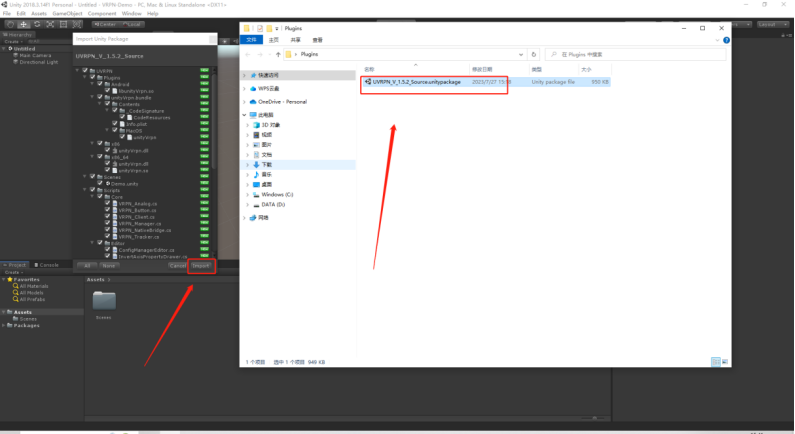 Unity 2018.3.14f1 Personal - Untitled - VRPN-Demo - PC, Mac & Linux Standalone <DX11>
File Edit Assets GameObject Component Window Help
Center Local
Layout
Hierarchy
Create
Untitled
Main Camera
Directional Light
Import Unity Package
UVRPN_V_1.5.2_Source
UVRPN
Plugins
Android
unityVrpn.bundle
Contents
_CodeSignature
CodeResources
Info.plist
MacOS
unityVrpn
x86
unityVrpn.dll
x86_64
unityVrpn.dll
unityVrpn.so
Scenes
Demo.unity
Scripts
Core
VRPN_Analog.cs
VRPN_Button.cs
VRPN_Client.cs
VRPN_Manager.cs
VRPN_NativeBridge.cs
VRPN_Tracker.cs
Editor
ConfigManagerEditor.cs
InvertAxisPropertyDrawer.cs
All None Cancel Import
Plugins
文件 主页 共享 查看
Plugins
在 Plugins 中搜索
名称 修改日期 类型 大小
UVRPN_V_1.5.2_Source.unitypackage 2023/7/27 Unity package file 950 KB
快速访问
WPS云盘
OneDrive - Personal
此电脑
3D 对象
视频
图片
文档
下载
音乐
桌面
Windows (C:)
DATA (D:)
网络
1 个项目 选中 1 个项目 949 KB
Project Console
Create
Favorites
All Materials
All Models
All Prefabs
Assets
Scenes
Packages
Assets
Scenes